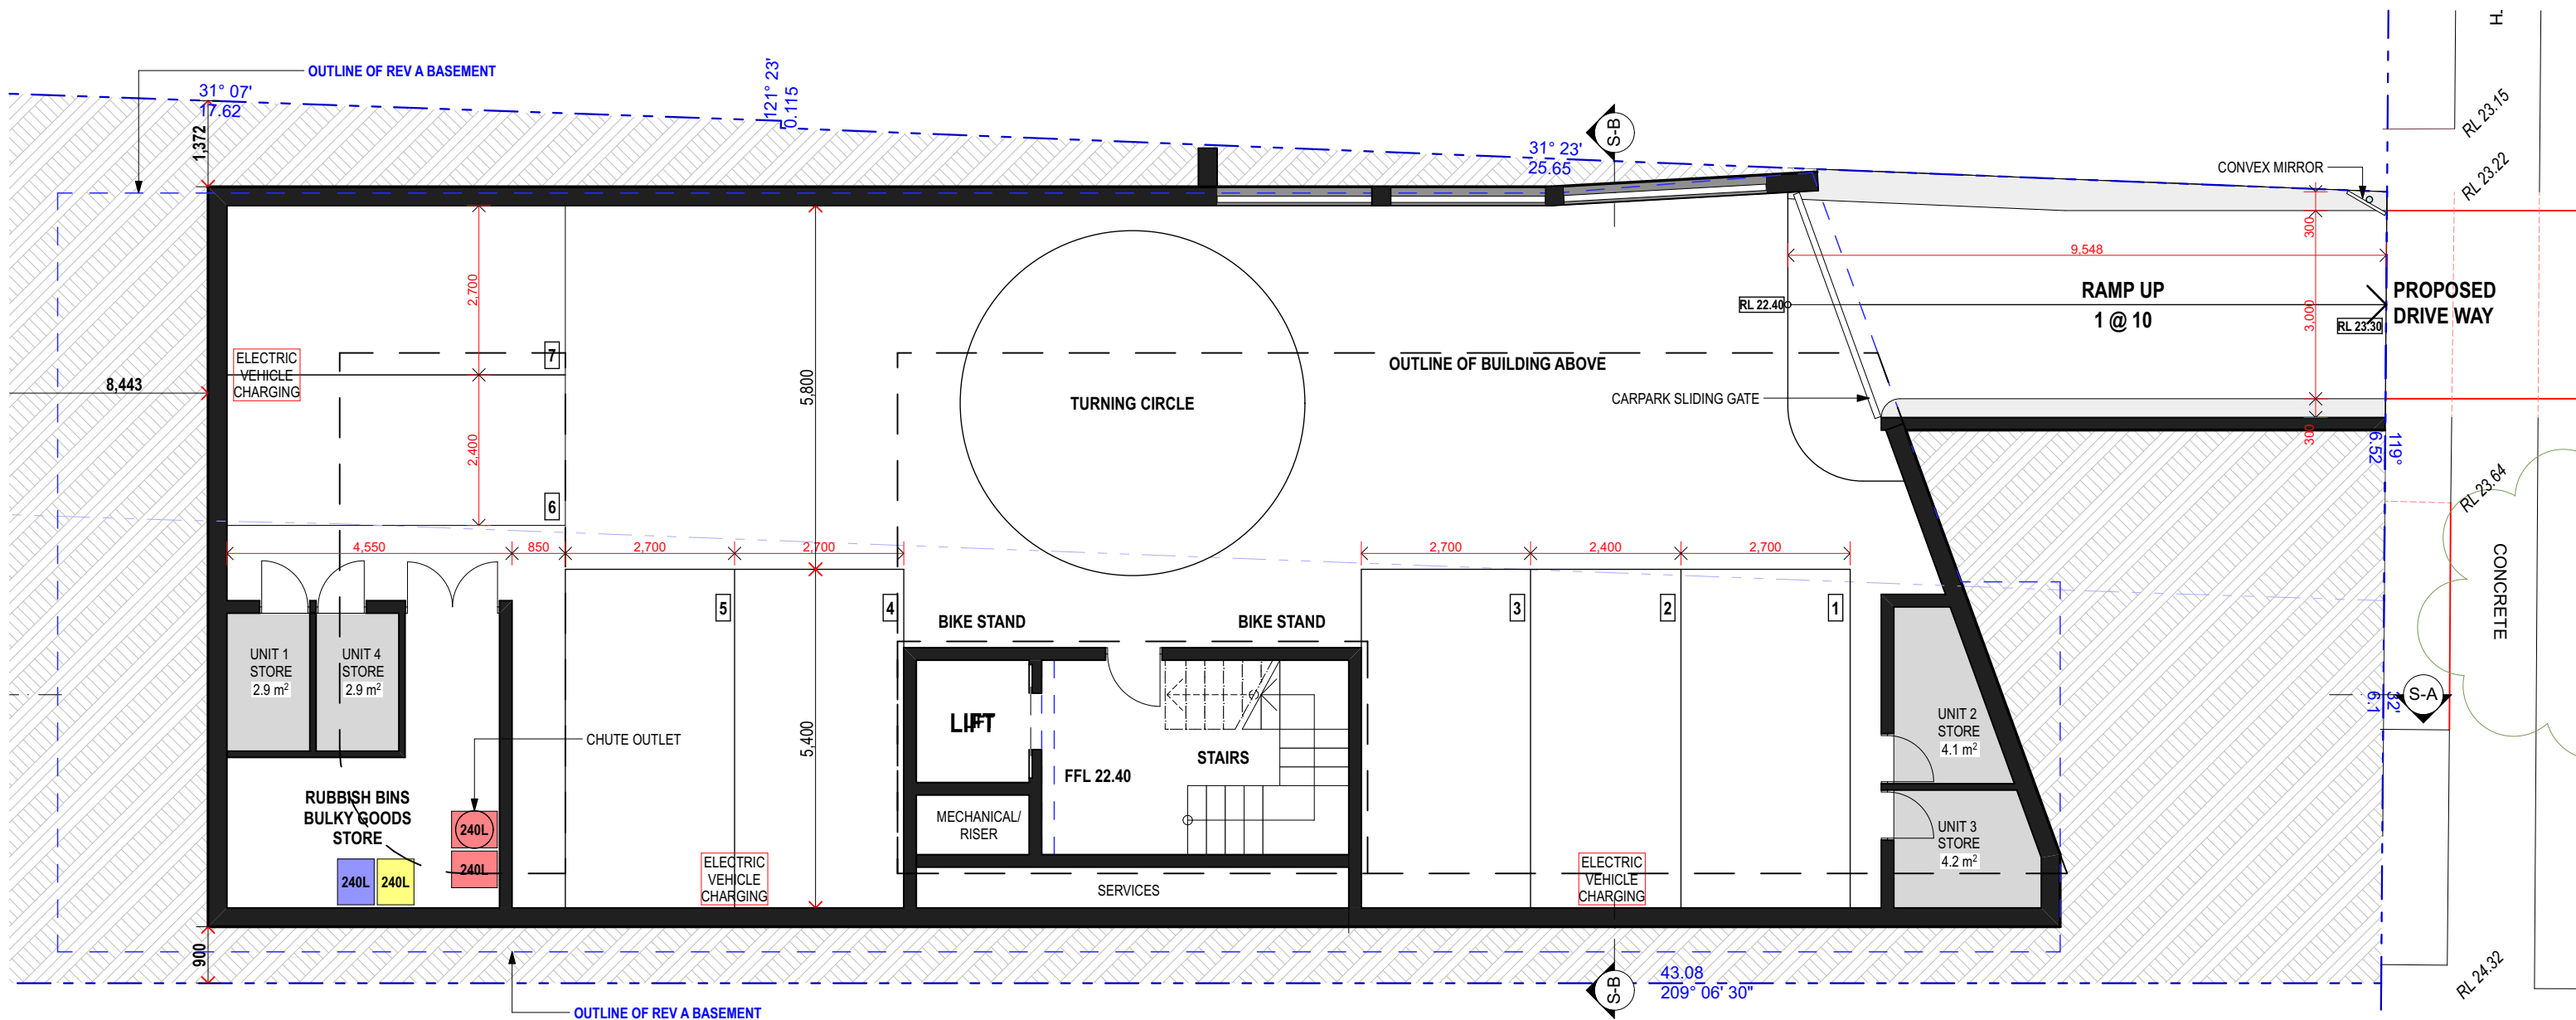 H.
OUTLINE OF REV A BASEMENT
31° 07'
17.62
121° 23'
0.115
1,372
S-B
31° 23'
25.65
RL 23.15
CONVEX MIRROR
RL 23.22
300
9,548
2,700
RL 22.40
RAMP UP
1 @ 10
3,000
PROPOSED
DRIVE WAY
RL 23.30
ELECTRIC
VEHICLE
CHARGING
7
8,443
5,800
TURNING CIRCLE
OUTLINE OF BUILDING ABOVE
CARPARK SLIDING GATE
2,400
300
119°
6.52
RL 23.64
6
4,550
850
2,700
2,700
2,700
2,400
2,700
CONCRETE
5
4
BIKE STAND
BIKE STAND
3
2
1
UNIT 1
STORE
2.9 m²
UNIT 4
STORE
2.9 m²
LIFT
STAIRS
FFL 22.40
UNIT 2
STORE
4.1 m²
32'
6.1
S-A
CHUTE OUTLET
5,400
RUBBISH BINS
BULKY GOODS
STORE
240L
240L
240L
240L
MECHANICAL/
RISER
ELECTRIC
VEHICLE
CHARGING
SERVICES
ELECTRIC
VEHICLE
CHARGING
UNIT 3
STORE
4.2 m²
900
S-B
43.08
209° 06' 30"
RL 24.32
OUTLINE OF REV A BASEMENT